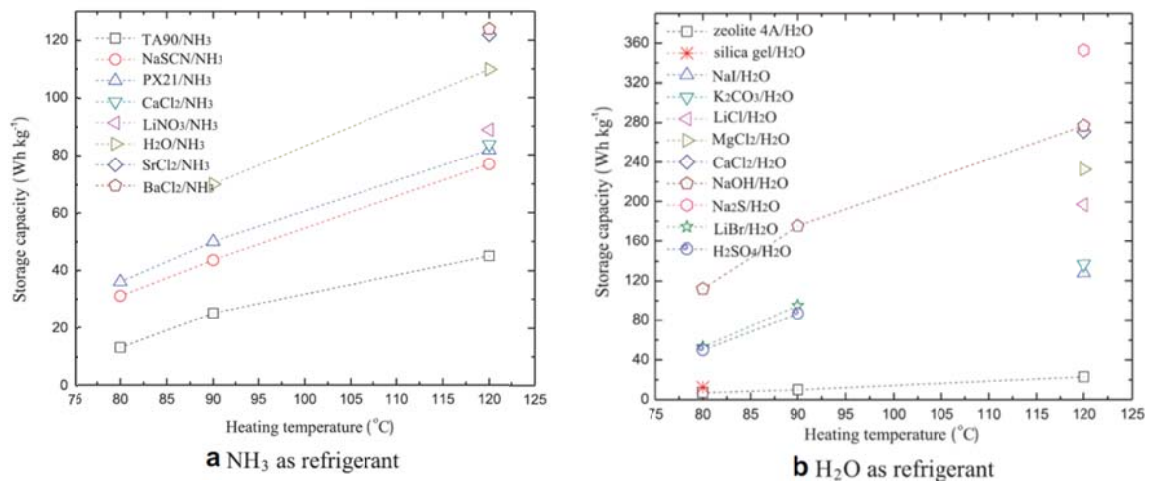 Storage capacity (Wh kg⁻¹)
120
100
80
60
40
20
0
TA90/NH₃
NaSCN/NH₃
PX21/NH₃
CaCl₂/NH₃
LiNO₃/NH₃
H₂O/NH₃
SrCl₂/NH₃
BaCl₂/NH₃
75 80 85 90 95 100 105 110 115 120 125
Heating temperature (°C)
a NH₃ as refrigerant
Storage capacity (Wh kg⁻¹)
360
320
280
240
200
160
120
80
40
0
zeolite 4A/H2O
silica gel/H2O
NaI/H2O
K2CO3/H2O
LiCl/H2O
MgCl2/H2O
CaCl2/H2O
NaOH/H2O
Na2S/H2O
LiBr/H2O
H2SO4/H2O
75 80 85 90 95 100 105 110 115 120 125
Heating temperature (°C)
b H₂O as refrigerant